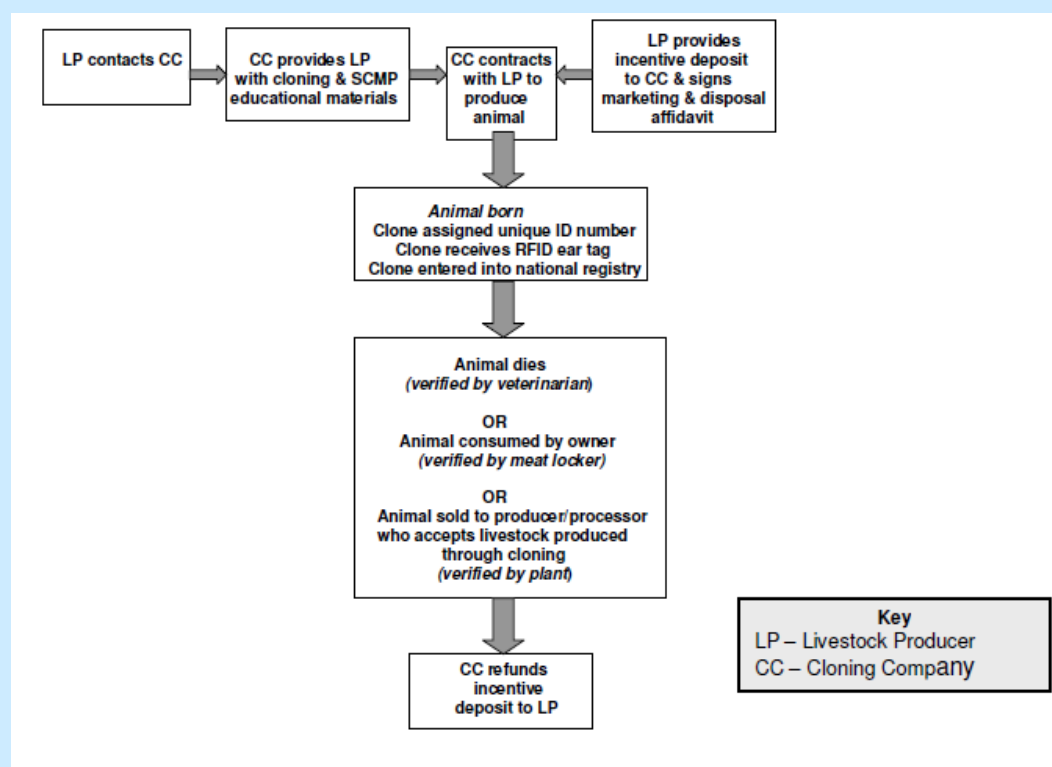 LP contacts CC
CC provides LP
with cloning & SCMP
educational materials
CC contracts
with LP to
produce
animal
LP provides
incentive deposit
to CC & signs
marketing & disposal
affidavit
Animal born
Clone assigned unique ID number
Clone receives RFID ear tag
Clone entered into national registry
Animal dies
(verified by veterinarian)
OR
Animal consumed by owner
(verified by meat locker)
OR
Animal sold to producer/processor
who accepts livestock produced
through cloning
(verified by plant)
CC refunds
incentive
deposit to LP
Key
LP – Livestock Producer
CC – Cloning Company